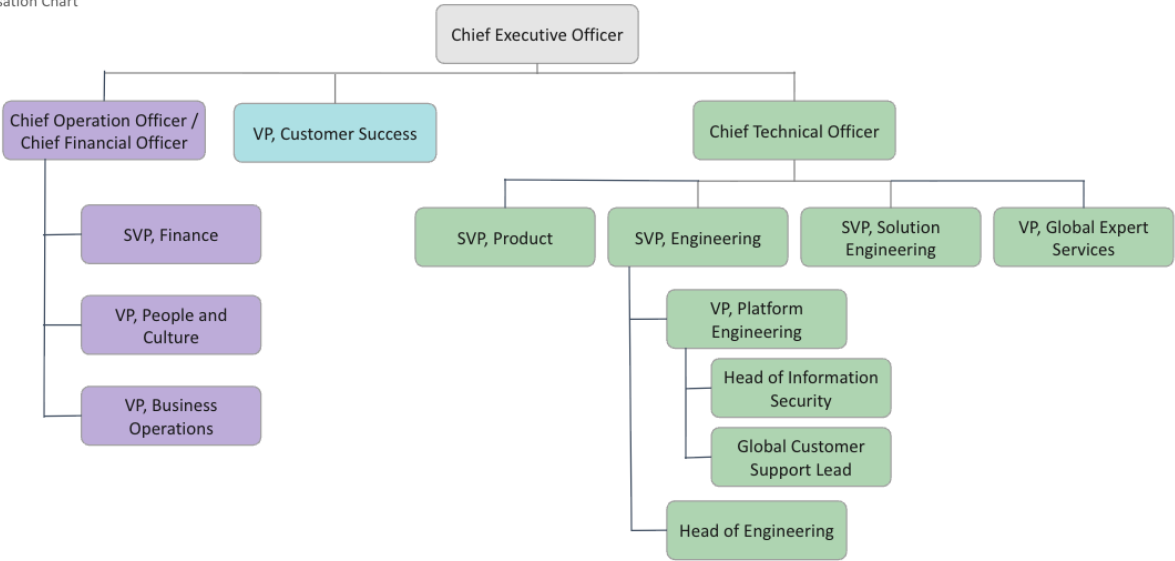 Chart
Chief Executive Officer
Chief Operation Officer /
Chief Financial Officer
VP, Customer Success
Chief Technical Officer
SVP, Finance
VP, People and
Culture
VP, Business
Operations
SVP, Product
SVP, Engineering
SVP, Solution
Engineering
VP, Global Expert
Services
VP, Platform
Engineering
Head of Information
Security
Global Customer
Support Lead
Head of Engineering